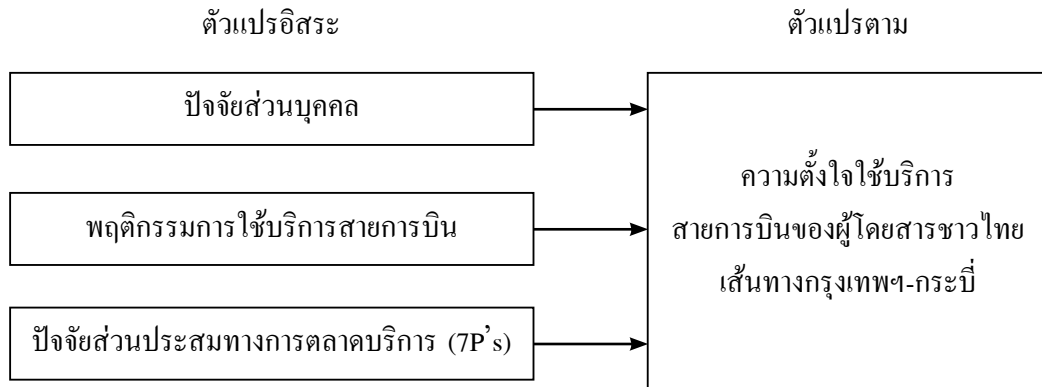 ตัวแปรอิสระ
ตัวแปรตาม
ปัจจัยส่วนบุคคล
พฤติกรรมการใช้บริการสายการบิน
ปัจจัยส่วนประสมทางการตลาดบริการ (7P's)
ความตั้งใจใช้บริการ
สายการบินของผู้โดยสารชาวไทย
เส้นทางกรุงเทพฯ-กระบี่